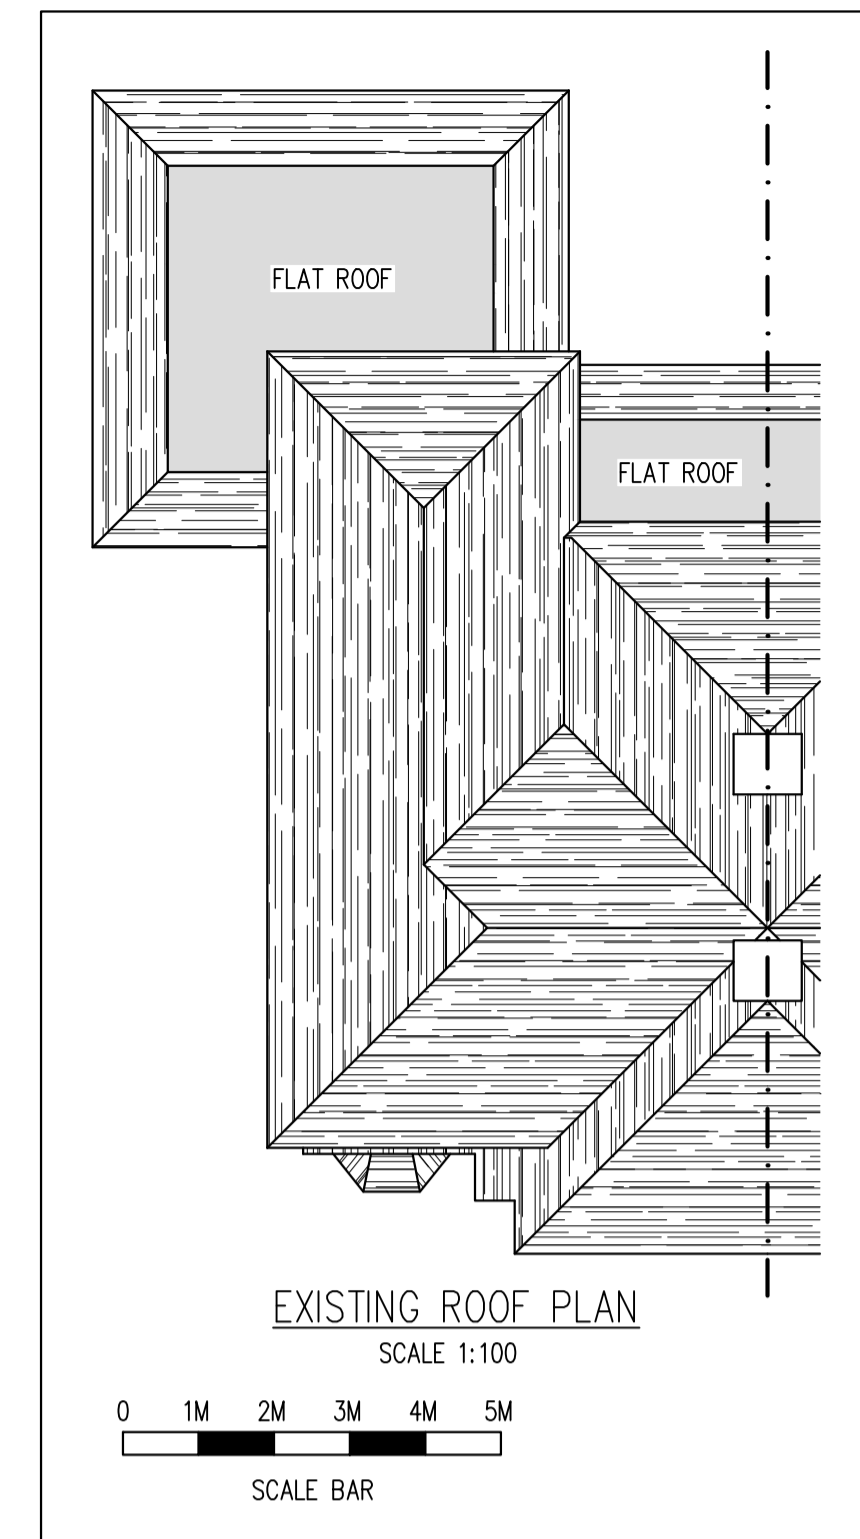 FLAT ROOF
FLAT ROOF
EXISTING ROOF PLAN
SCALE 1:100
0 1M 2M 3M 4M 5M
SCALE BAR